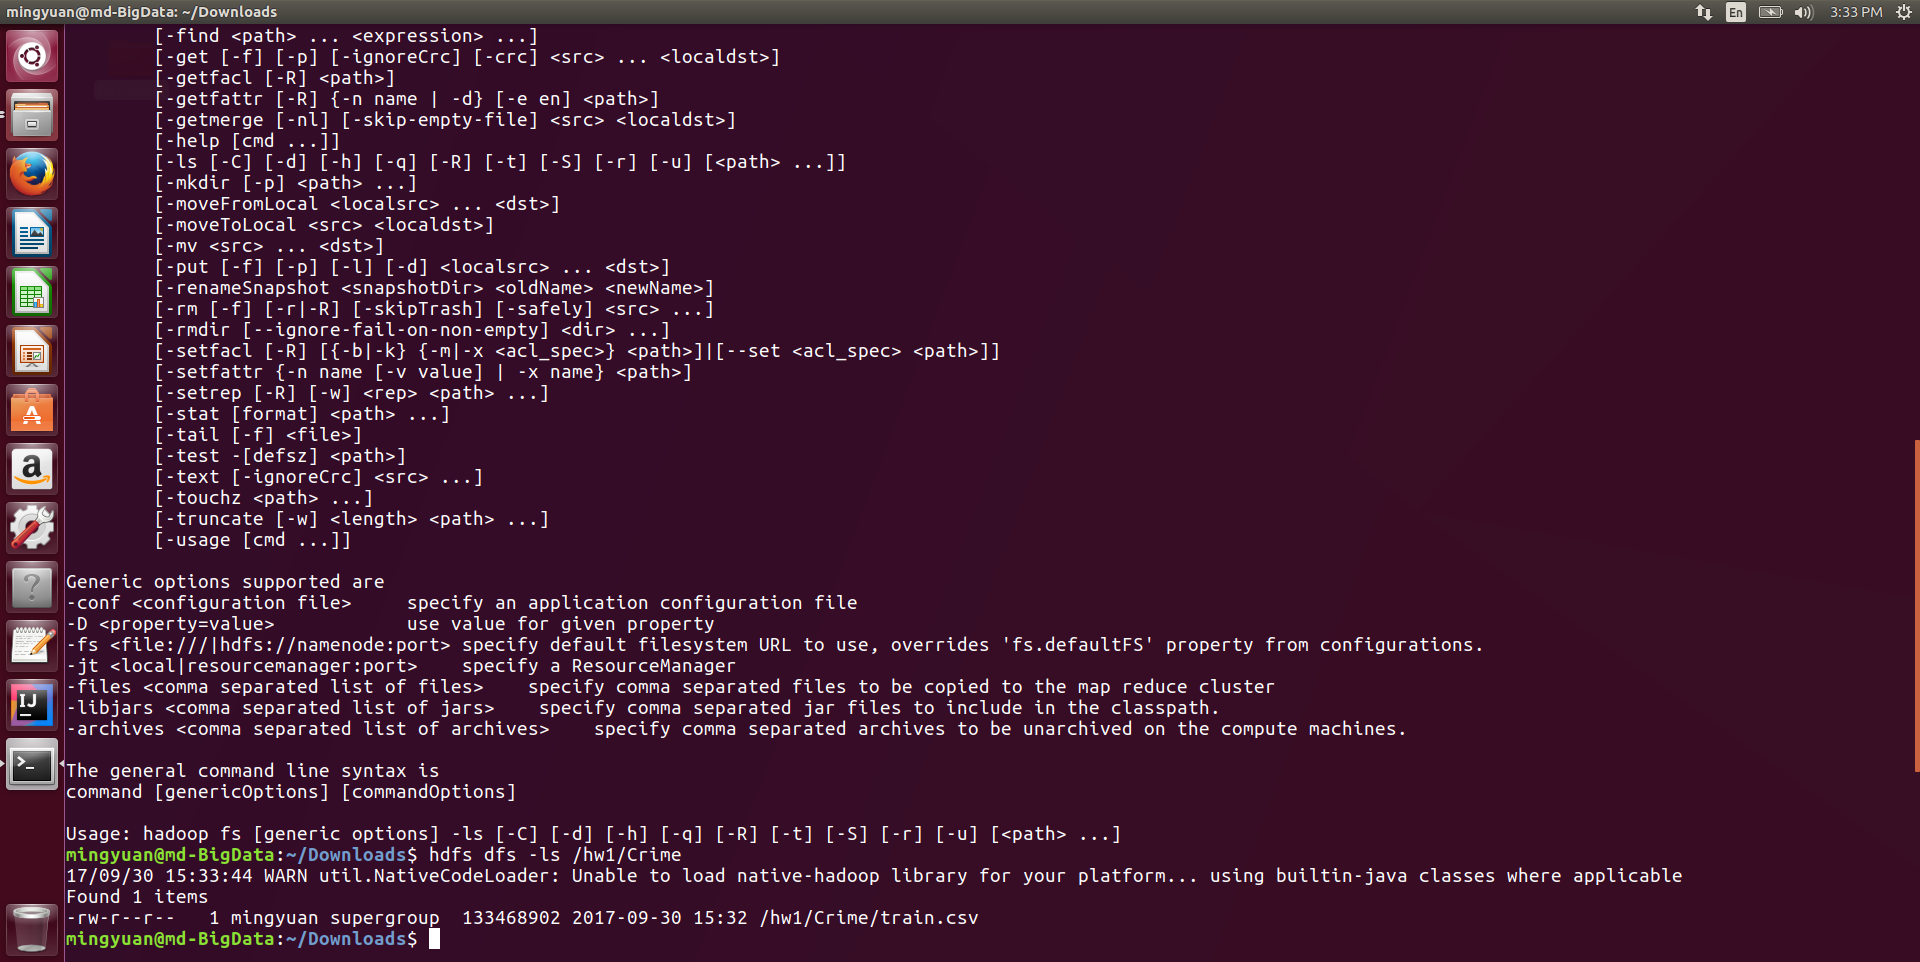 mingyuan@md-BigData: ~/Downloads
En
3:33 PM
[-find <path> ... <expression> ...]
[-get [-f] [-p] [-ignoreCrc] [-crc] <src> ... <localdst>]
[-getfacl [-R] <path>]
[-getfattr [-R] {-n name | -d} [-e en] <path>]
[-getmerge [-nl] [-skip-empty-file] <src> <localdst>]
[-help [cmd ...]]
[-ls [-C] [-d] [-h] [-q] [-R] [-t] [-S] [-r] [-u] [<path> ...]]
[-mkdir [-p] <path> ...]
[-moveFromLocal <localsrc> ... <dst>]
[-moveToLocal <src> <localdst>]
[-mv <src> ... <dst>]
[-put [-f] [-p] [-l] [-d] <localsrc> ... <dst>]
[-renameSnapshot <snapshotDir> <oldName> <newName>]
[-rm [-f] [-r|-R] [-skipTrash] [-safely] <src> ...]
[-rmdir [--ignore-fail-on-non-empty] <dir> ...]
[-setfacl [-R] [{-b|-k} {-m|-x <acl_spec>} <path>]|[--set <acl_spec> <path>]]
[-setfattr {-n name [-v value] | -x name} <path>]
[-setrep [-R] [-w] <rep> <path> ...]
[-stat [format] <path> ...]
[-tail [-f] <file>]
[-test -[defsz] <path>]
[-text [-ignoreCrc] <src> ...]
[-touchz <path> ...]
[-truncate [-w] <length> <path> ...]
[-usage [cmd ...]]
Generic options supported are
-conf <configuration file>     specify an application configuration file
-D <property=value>            use value for given property
-fs <file:///|hdfs://namenode:port> specify default filesystem URL to use, overrides 'fs.defaultFS' property from configurations.
-jt <local|resourcemanager:port>    specify a ResourceManager
-files <comma separated list of files>    specify comma separated files to be copied to the map reduce cluster
-libjars <comma separated list of jars>    specify comma separated jar files to include in the classpath.
-archives <comma separated list of archives>    specify comma separated archives to be unarchived on the compute machines.
The general command line syntax is
command [genericOptions] [commandOptions]
Usage: hadoop fs [generic options] -ls [-C] [-d] [-h] [-q] [-R] [-t] [-S] [-r] [-u] [<path> ...]
mingyuan@md-BigData:~/Downloads$ hdfs dfs -ls /hw1/Crime
17/09/30 15:33:44 WARN util.NativeCodeLoader: Unable to load native-hadoop library for your platform... using builtin-java classes where applicable
Found 1 items
-rw-r--r--   1 mingyuan supergroup  133468902 2017-09-30 15:32 /hw1/Crime/train.csv
mingyuan@md-BigData:~/Downloads$